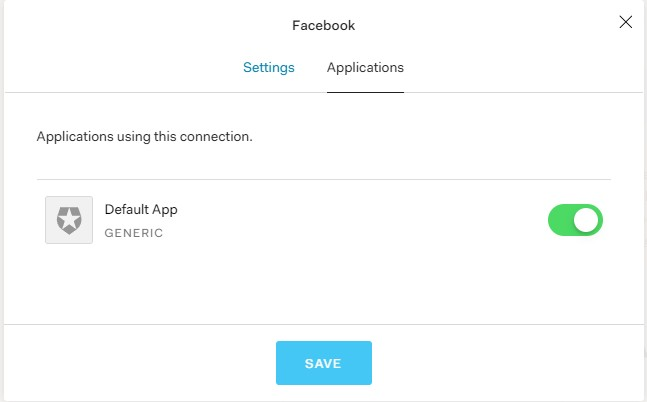 Facebook
Settings Applications
Applications using this connection.
Default App
GENERIC
SAVE